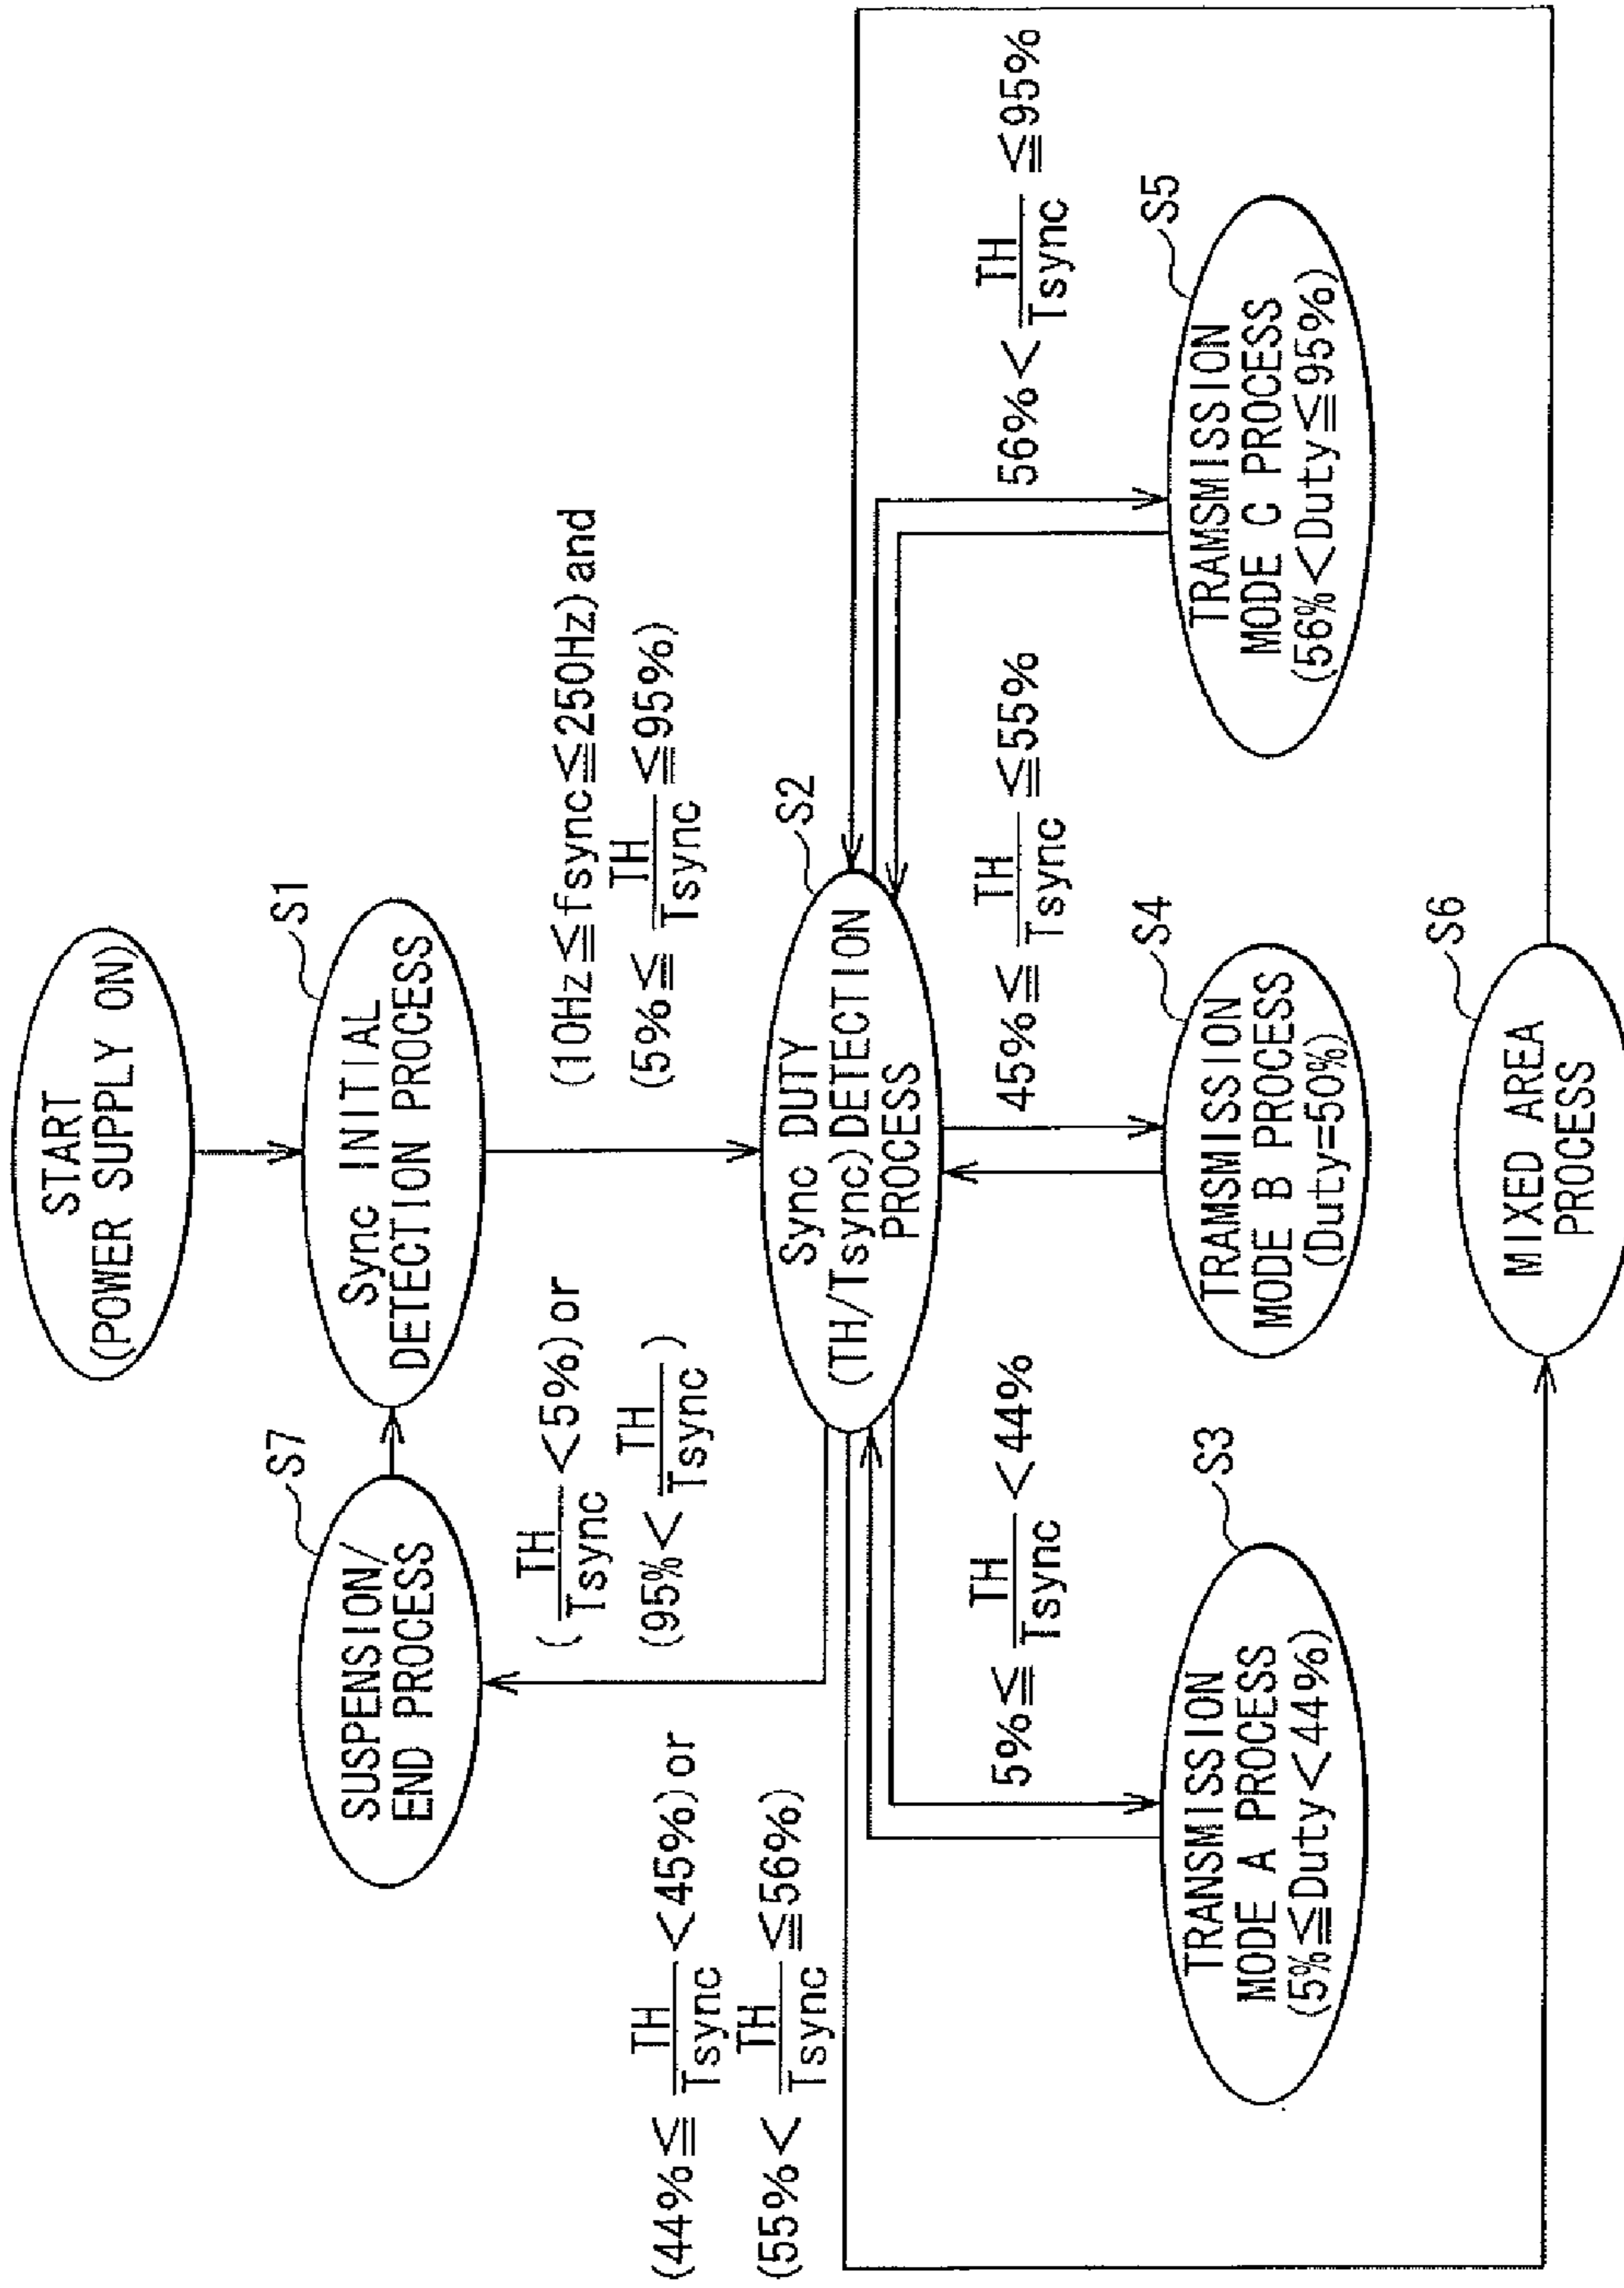 START
(POWER SUPPLY ON)
S1
Sync INITIAL
DETECTION PROCESS
S7
SUSPENSION/
END PROCESS
(10Hz≦fsync≦250Hz) and
(5%≦ TH/Tsync ≦95%)
( TH/Tsync <5%) or
(95%< TH/Tsync )
(44%≦ TH/Tsync <45%) or
(55%< TH/Tsync ≦56%)
S2
Sync DUTY
(TH/Tsync) DETECTION
PROCESS
5%≦ TH/Tsync <44%
45%≦ TH/Tsync ≦55%
56%< TH/Tsync ≦95%
S3
TRANSMISSION
MODE A PROCESS
(5%≦Duty<44%)
S4
TRAMSMISSION
MODE B PROCESS
(Duty=50%)
S5
TRAMSMISSION
MODE C PROCESS
(56%<Duty≦95%)
S6
MIXED AREA
PROCESS